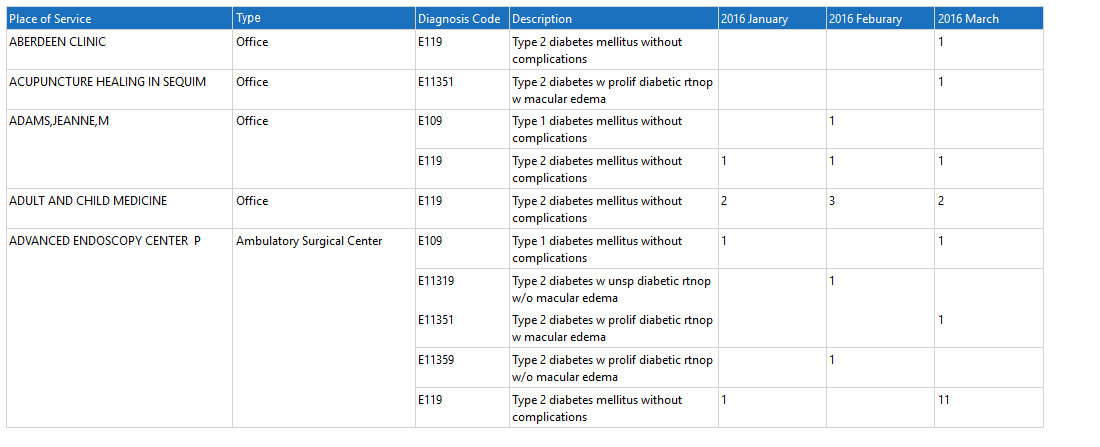 Place of Service Type Diagnosis Code Description 2016 January 2016 Feburary 2016 March
ABERDEEN CLINIC Office E119 Type 2 diabetes mellitus without 1
complications
ACUPUNCTURE HEALING IN SEQUIM Office E11351 Type 2 diabetes w prolif diabetic rtnop 1
w macular edema
ADAMS,JEANNE,M Office E109 Type 1 diabetes mellitus without 1
complications
E119 Type 2 diabetes mellitus without 1 1 1
complications
ADULT AND CHILD MEDICINE Office E119 Type 2 diabetes mellitus without 2 3 2
complications
ADVANCED ENDOSCOPY CENTER P Ambulatory Surgical Center E109 Type 1 diabetes mellitus without 1 1
complications
E11319 Type 2 diabetes w unsp diabetic rtnop 1
w/o macular edema
E11351 Type 2 diabetes w prolif diabetic rtnop 1
w macular edema
E11359 Type 2 diabetes w prolif diabetic rtnop 1
w/o macular edema
E119 Type 2 diabetes mellitus without 1 11
complications